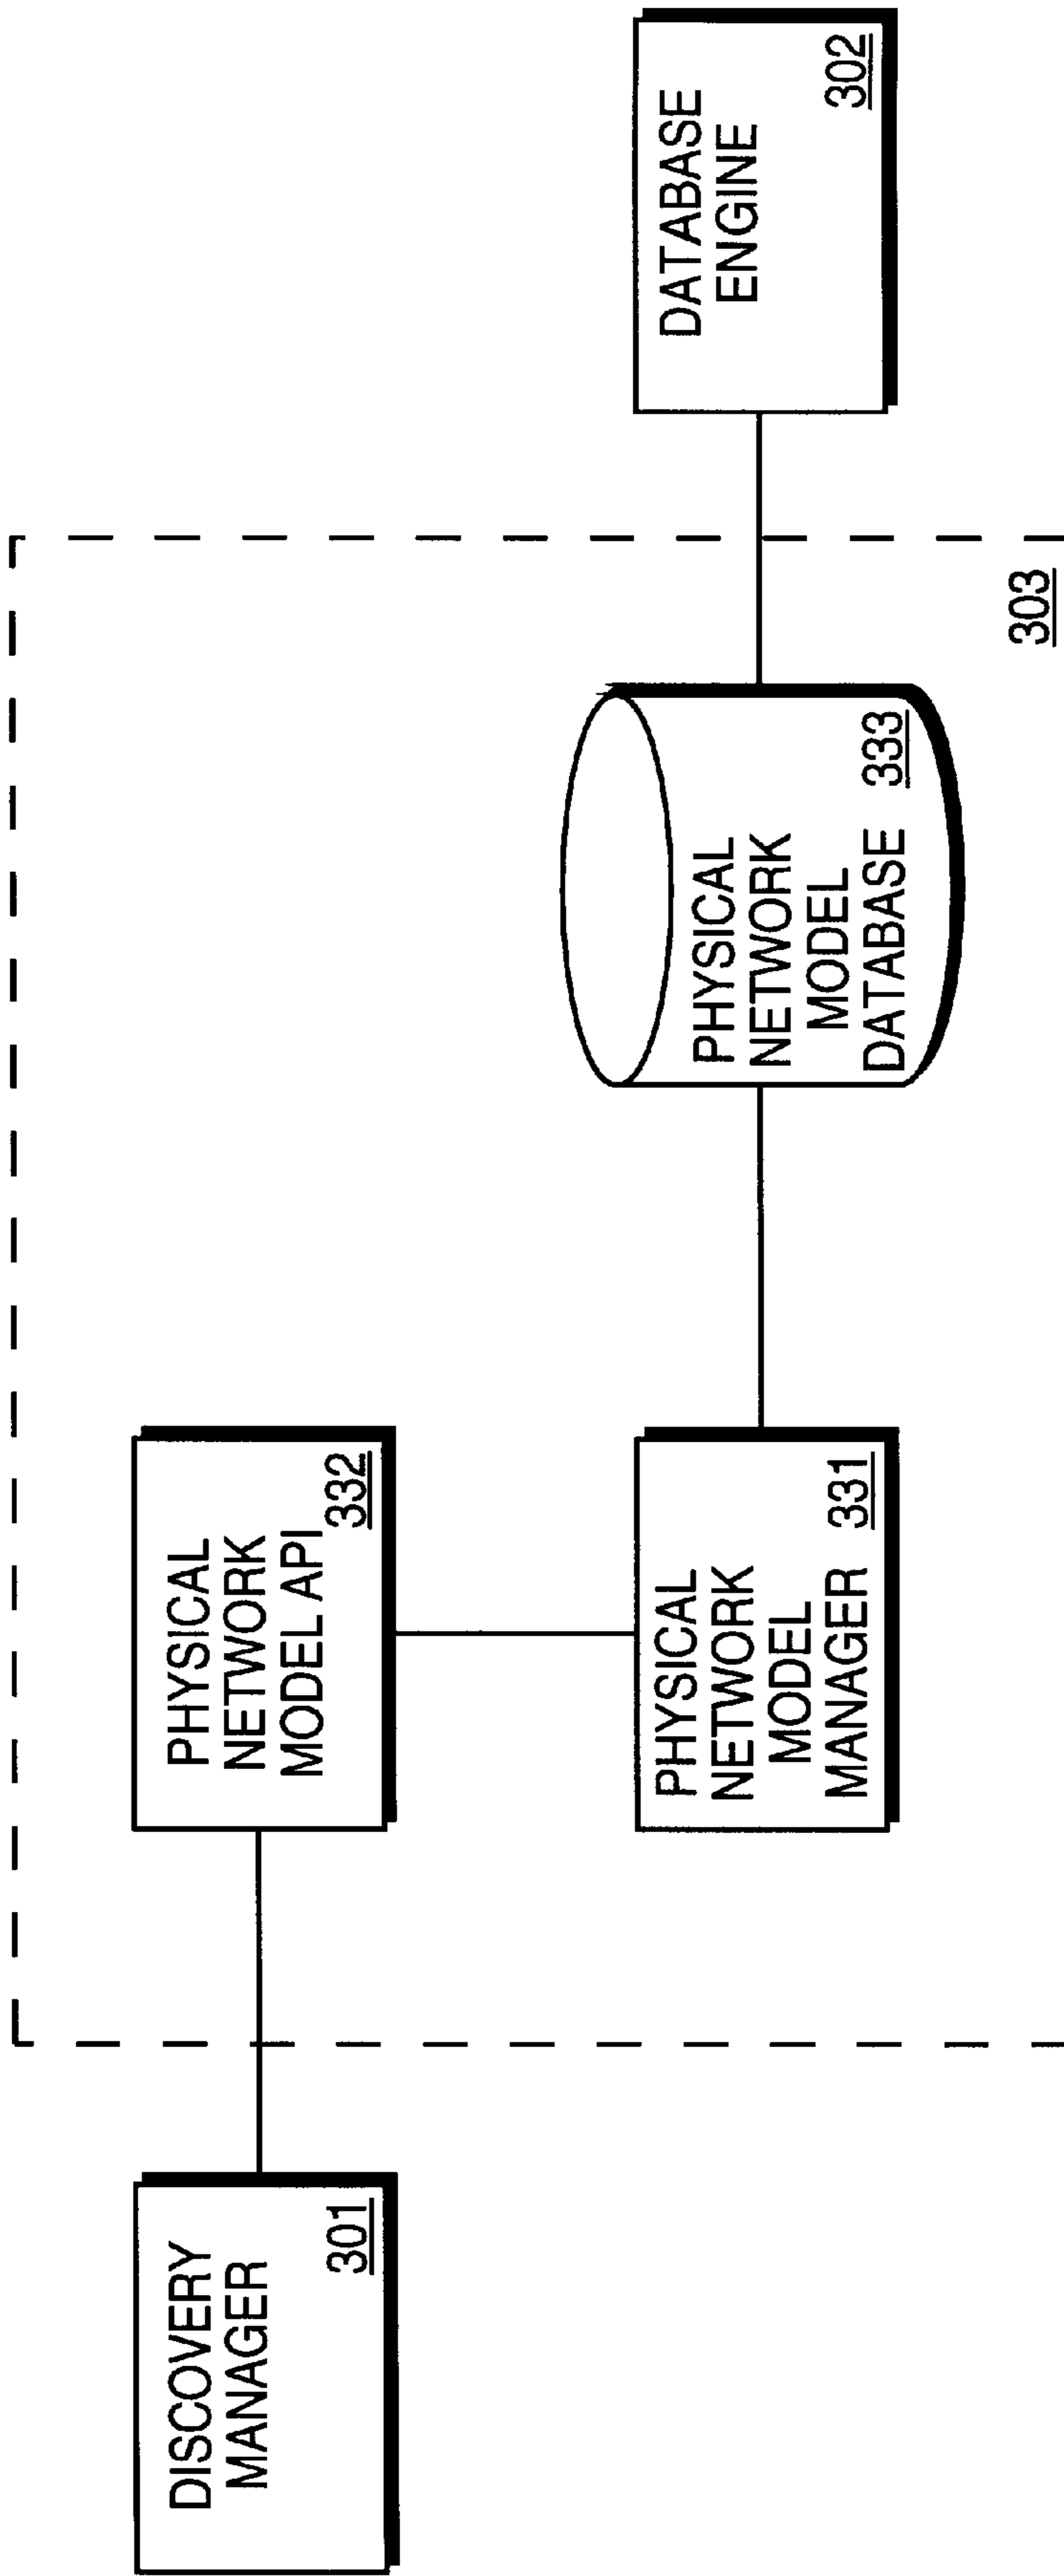 DISCOVERY
MANAGER
301
PHYSICAL
NETWORK
MODEL API
332
PHYSICAL
NETWORK
MODEL
MANAGER 331
PHYSICAL
NETWORK
MODEL
DATABASE 333
303
DATABASE
ENGINE
302